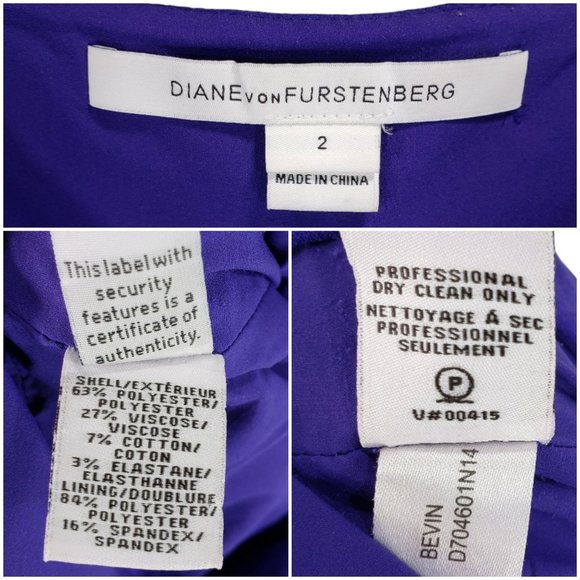 DIANE VON FURSTENBERG
2
MADE IN CHINA
This label with
security
features is a
certificate of
authenticity.
SHELL/EXTÉRIEUR
63% POLYESTER/
POLYESTER
27% VISCOSE/
VISCOSE
7% COTTON/
COTON
3% ELASTANE/
ELASTHANNE
LINING/DOUBLURE
84% POLYESTER/
POLYESTER
16% SPANDEX/
SPANDEX
PROFESSIONAL
DRY CLEAN ONLY
NETTOYAGE À SEC
PROFESSIONNEL
SEULEMENT
P
V#00415
BEVIN
D704601N14